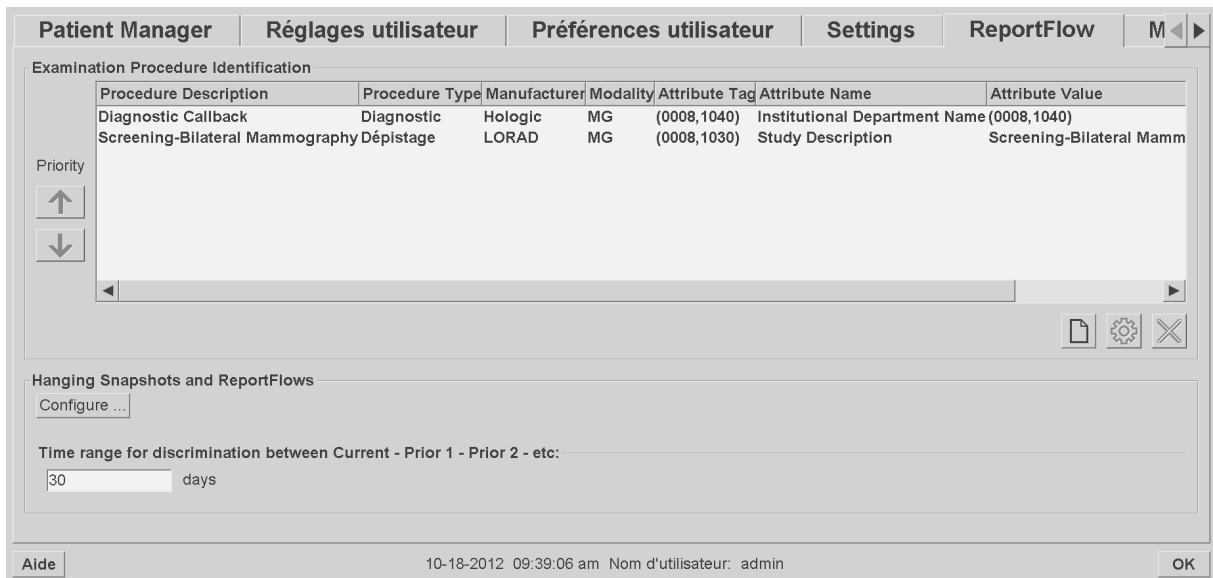 Patient Manager Réglages utilisateur Préférences utilisateur Settings ReportFlow M
Examination Procedure Identification
Procedure Description Procedure Type Manufacturer Modality Attribute Tag Attribute Name Attribute Value
Diagnostic Callback Diagnostic Hologic MG (0008,1040) Institutional Department Name (0008,1040)
Screening-Bilateral Mammography Dépistage LORAD MG (0008,1030) Study Description Screening-Bilateral Mamm
Priority
Hanging Snapshots and ReportFlows
Configure ...
Time range for discrimination between Current - Prior 1 - Prior 2 - etc:
30 days
Aide 10-18-2012 09:39:06 am Nom d'utilisateur: admin OK